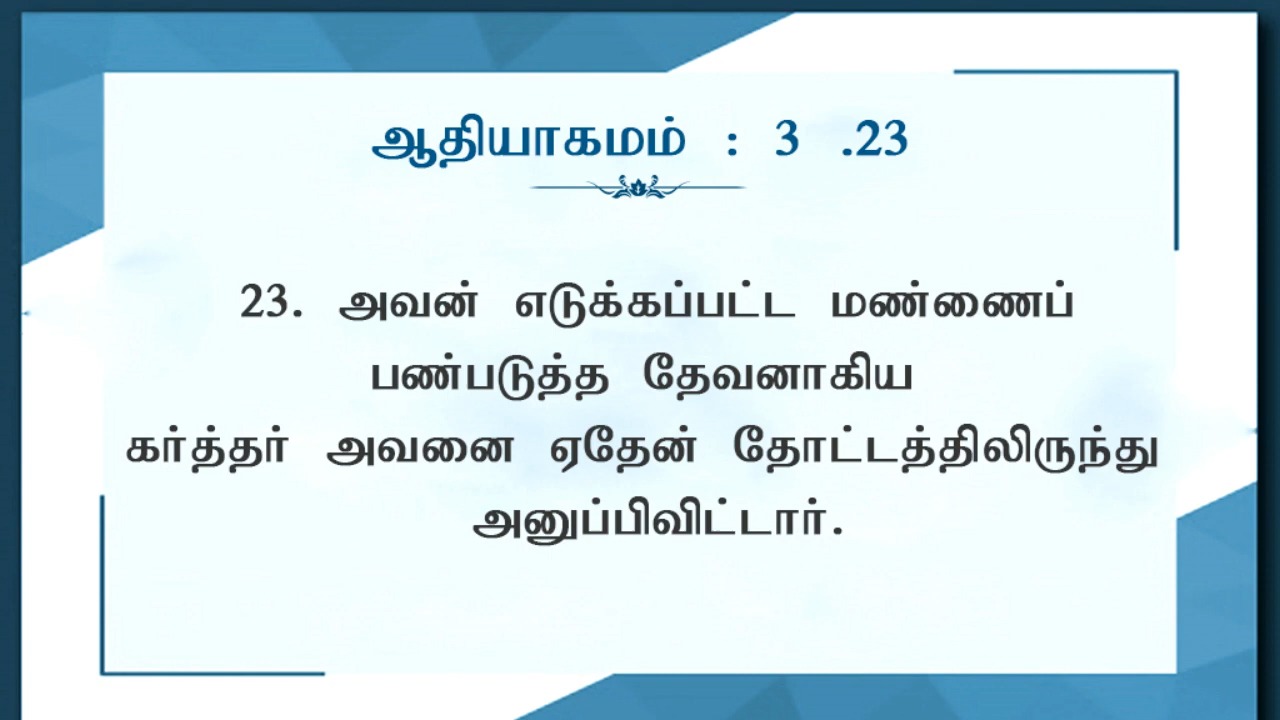 ஆதியாகமம் : 3 .23
23. அவன் எடுக்கப்பட்ட மண்ணைப்
பண்படுத்த தேவனாகிய
கர்த்தர் அவனை ஏதேன் தோட்டத்திலிருந்து
அனுப்பிவிட்டார்.